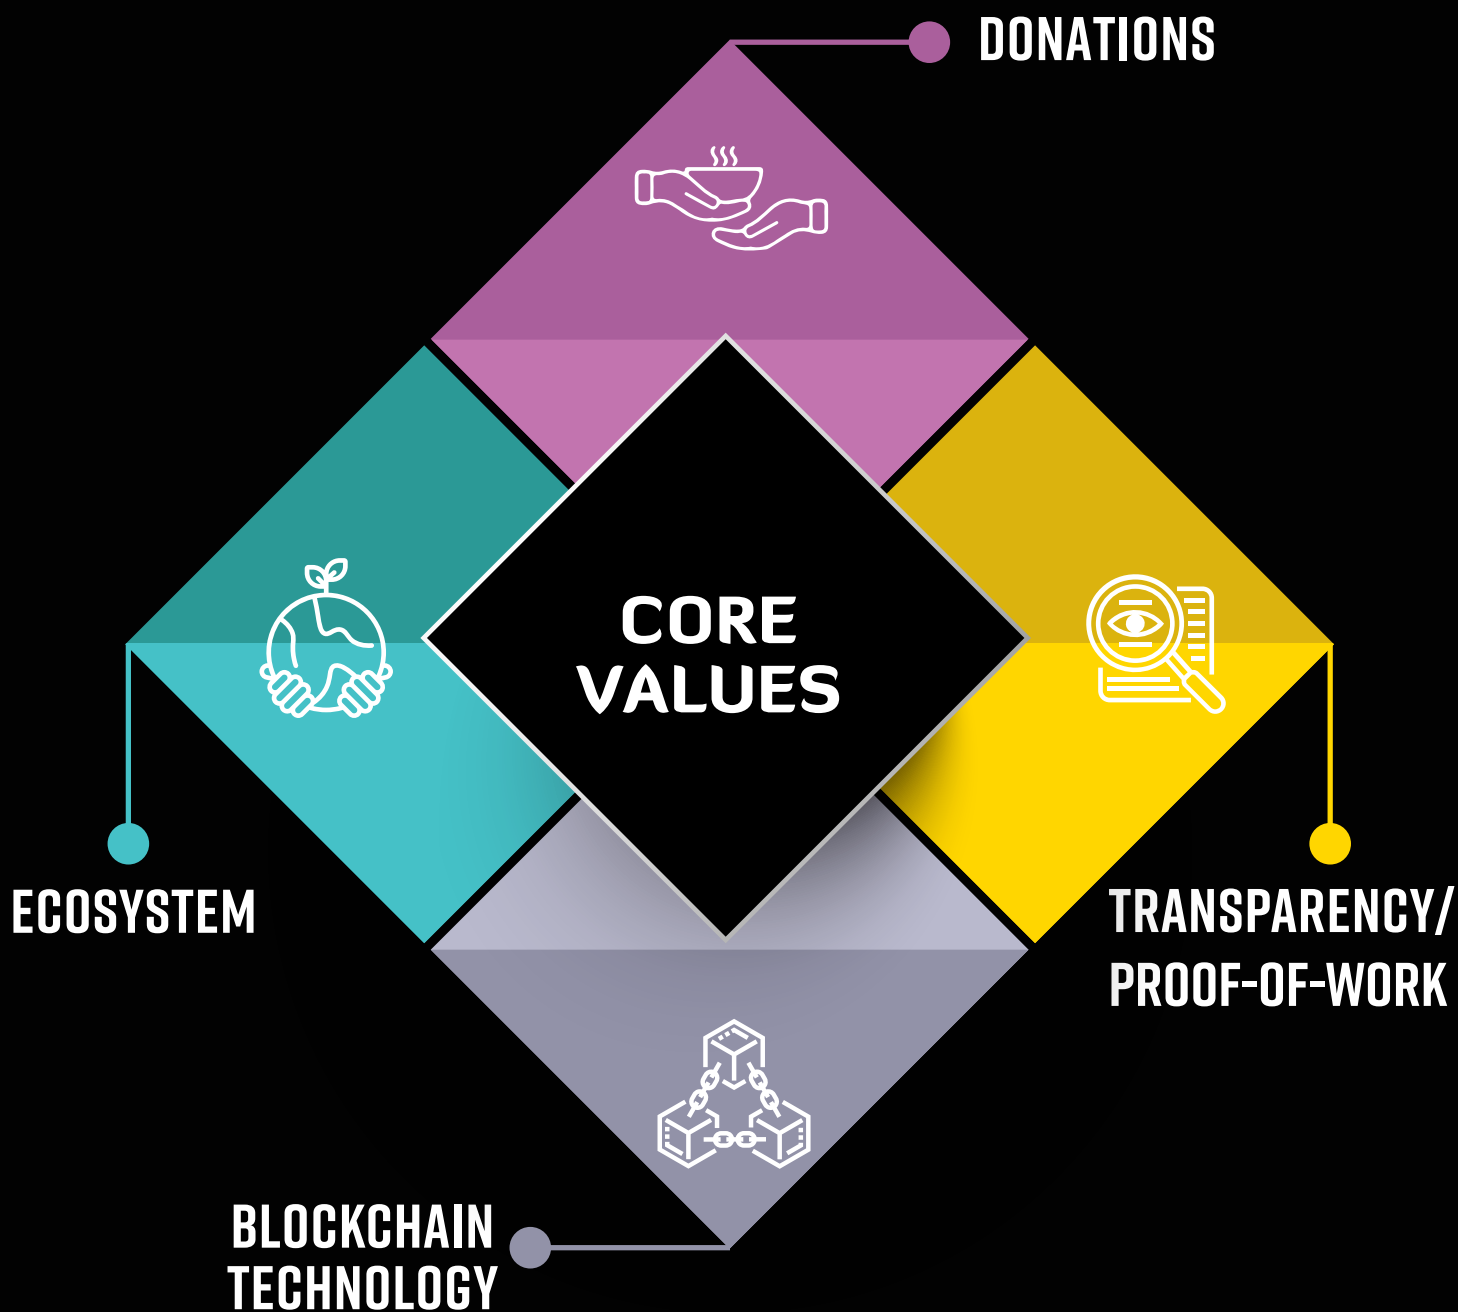 DONATIONS
CORE
VALUES
ECOSYSTEM
TRANSPARENCY/
PROOF-OF-WORK
BLOCKCHAIN
TECHNOLOGY